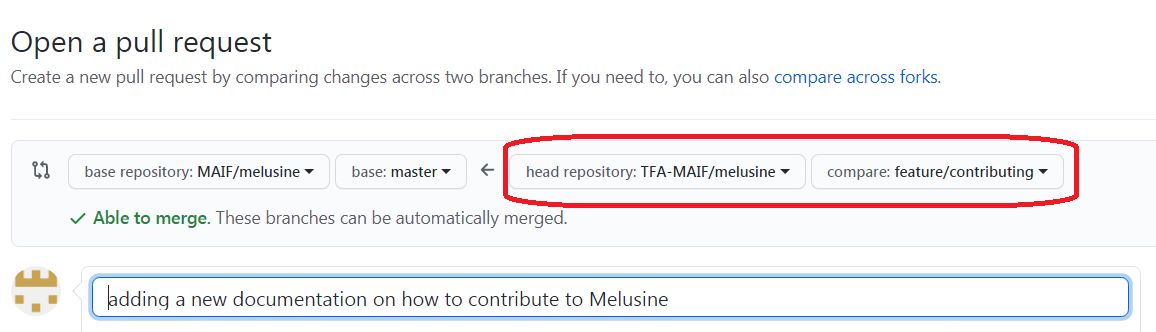 Open a pull request
Create a new pull request by comparing changes across two branches. If you need to, you can also compare across forks.
base repository: MAIF/melusine base: master head repository: TFA-MAIF/melusine compare: feature/contributing
Able to merge. These branches can be automatically merged.
adding a new documentation on how to contribute to Melusine